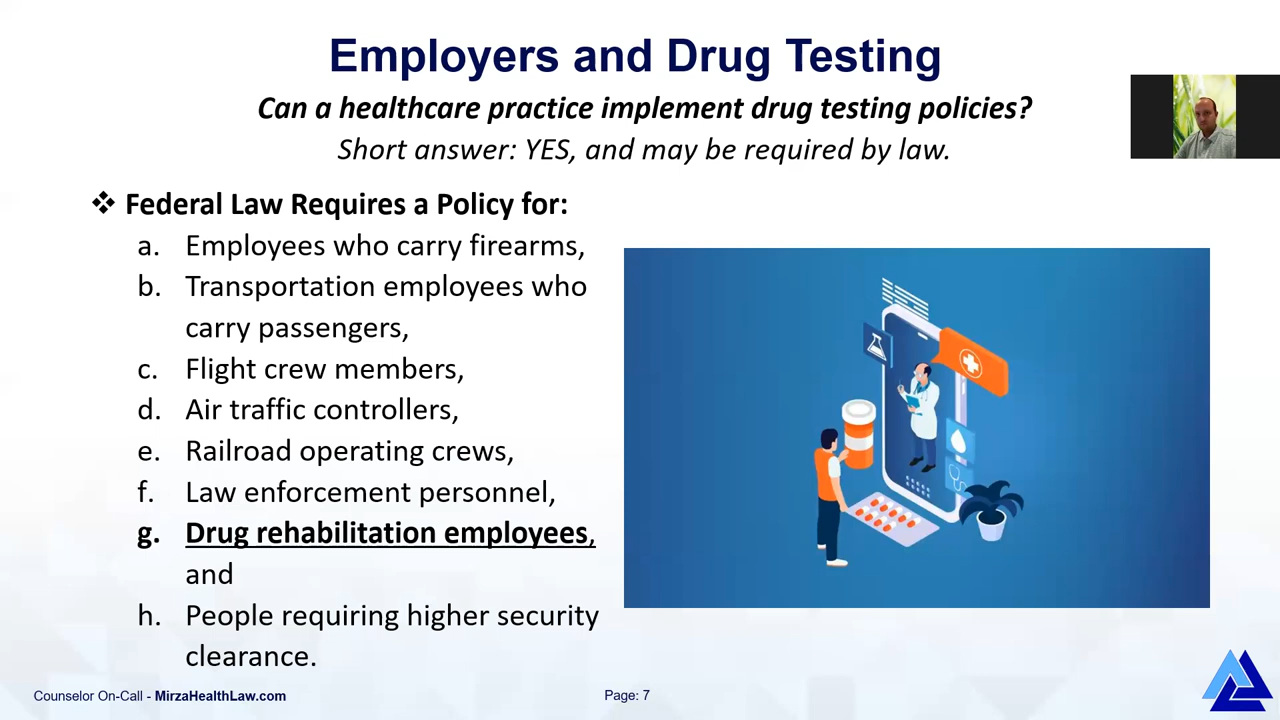 Employers and Drug Testing
Can a healthcare practice implement drug testing policies?
Short answer: YES, and may be required by law.
❖ Federal Law Requires a Policy for:
a. Employees who carry firearms,
b. Transportation employees who
carry passengers,
c. Flight crew members,
d. Air traffic controllers,
e. Railroad operating crews,
f. Law enforcement personnel,
g. Drug rehabilitation employees,
and
h. People requiring higher security
clearance.
Counselor On-Call - MirzaHealthLaw.com
Page: 7